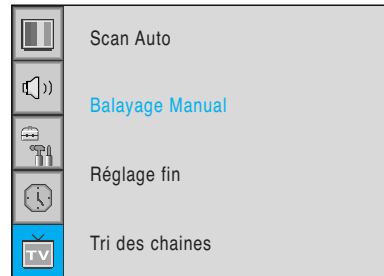 Scan Auto
Balayage Manual
Réglage fin
Tri des chaines
TV